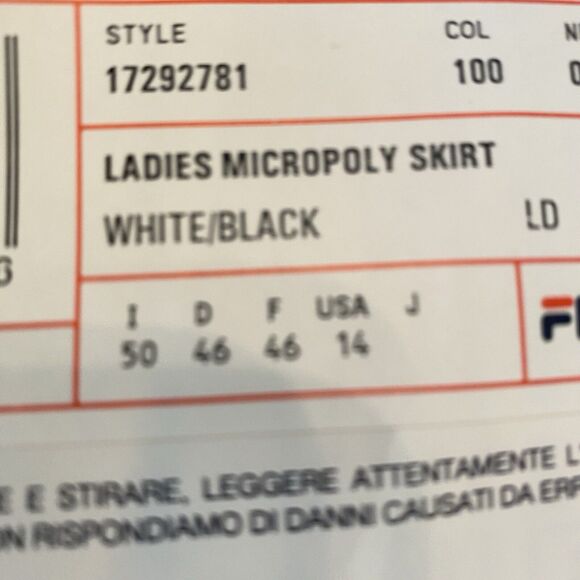 STYLE COL
17292781 100
LADIES MICROPOLY SKIRT
WHITE/BLACK LD
I D F USA J
50 46 46 14
E STIRARE, LEGGERE ATTENTAMENTE
RISPONDIAMO DI DANNI CAUSATI DA